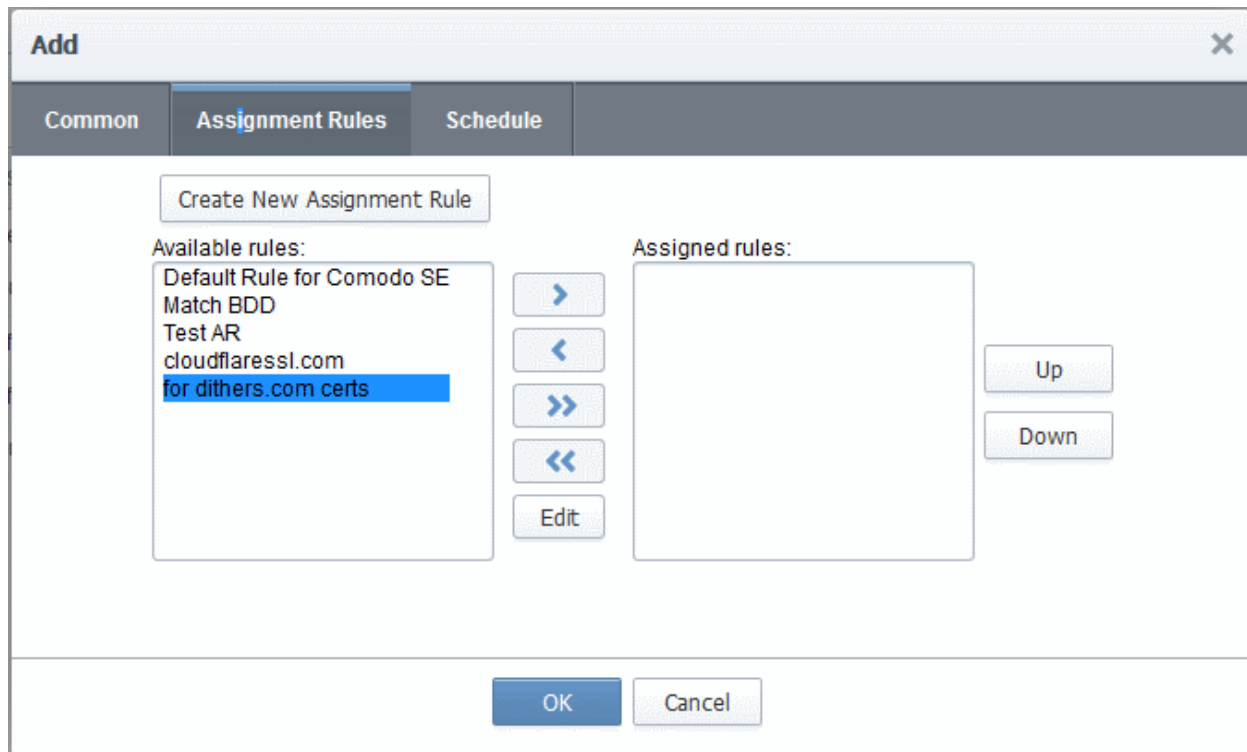 Add
Common Assignment Rules Schedule
Create New Assignment Rule
Available rules:
Default Rule for Comodo SE
Match BDD
Test AR
cloudflaressl.com
for dithers.com certs
Edit
Assigned rules:
Up
Down
OK Cancel